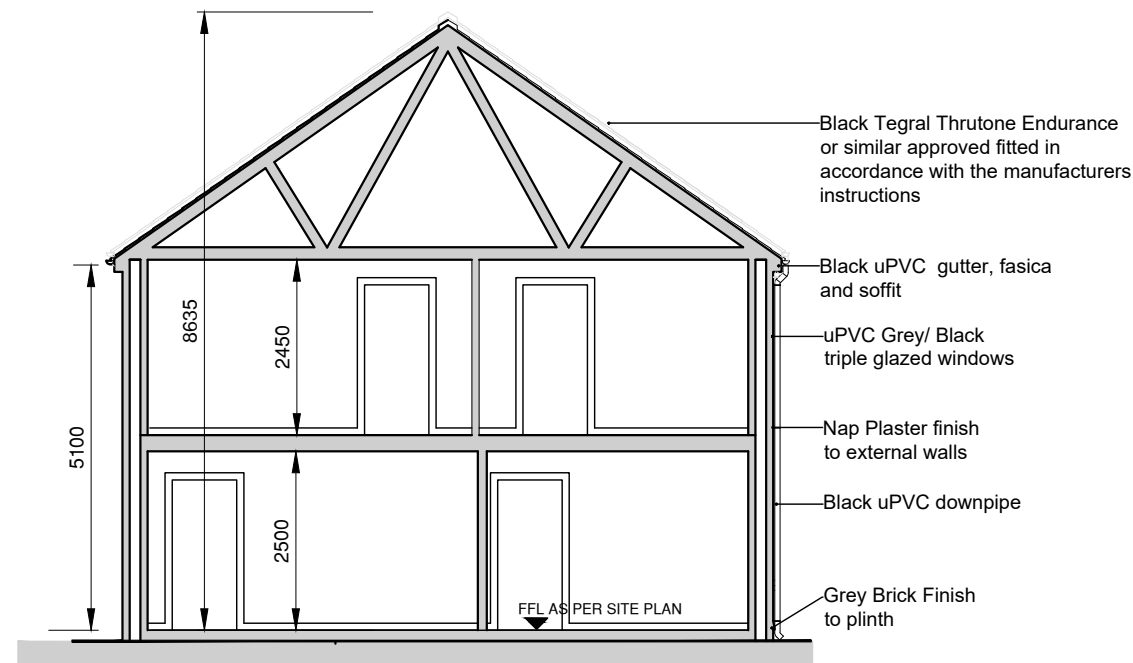 Black Tegral Thrutone Endurance
or similar approved fitted in
accordance with the manufacturers
instructions
Black uPVC gutter, fasica
and soffit
uPVC Grey/ Black
triple glazed windows
Nap Plaster finish
to external walls
Black uPVC downpipe
Grey Brick Finish
to plinth
8635
2450
5100
2500
FFL AS PER SITE PLAN